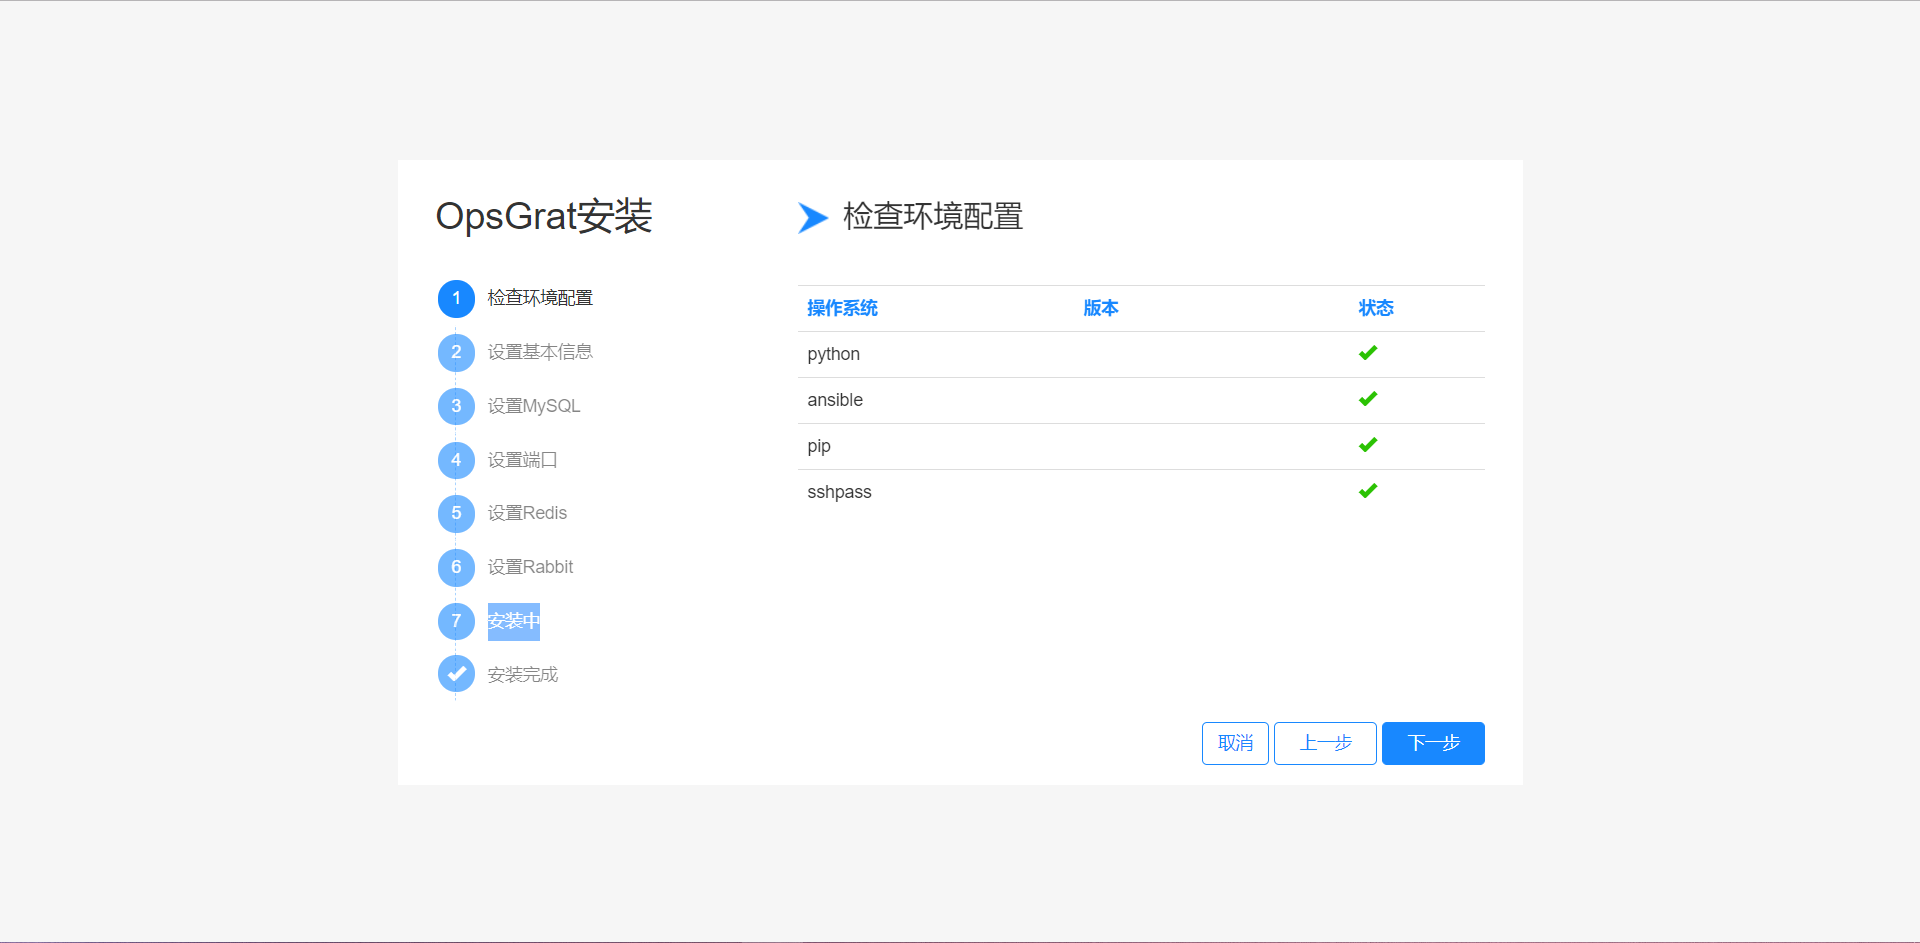 OpsGrat安装
1 检查环境配置
2 设置基本信息
3 设置MySQL
4 设置端口
5 设置Redis
6 设置Rabbit
7 安装中
安装完成
检查环境配置
操作系统 版本 状态
python
ansible
pip
sshpass
取消 上一步 下一步